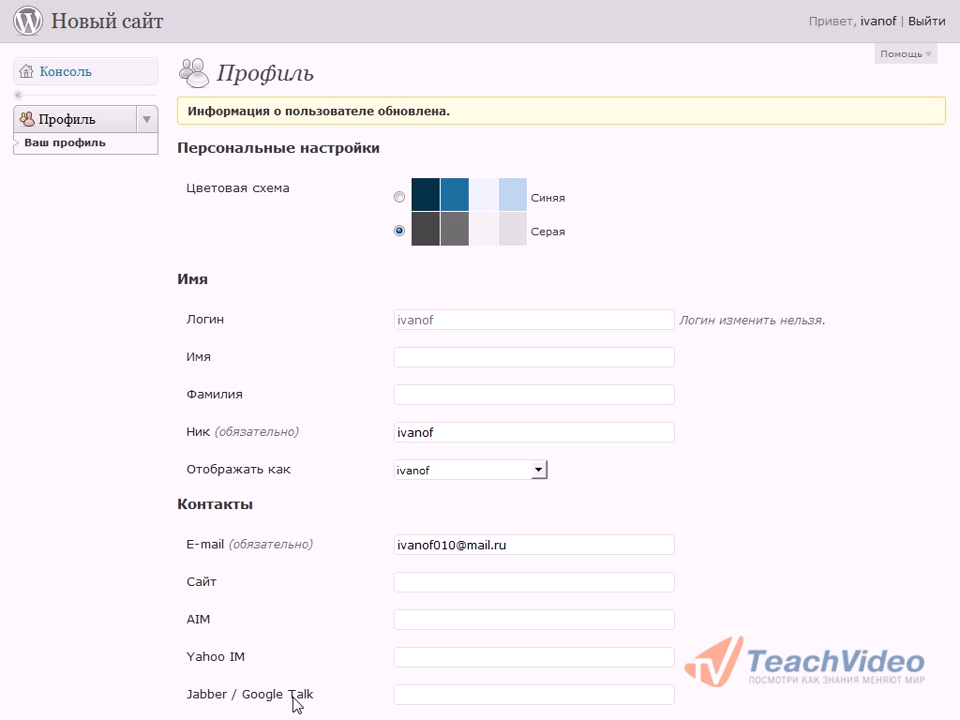 Новый сайт
Привет, ivanof | Выйти
Помощь
Консоль
Профиль
Информация о пользователе обновлена.
Профиль
Ваш профиль
Персональные настройки
Цветовая схема
Синяя
Серая
Имя
Логин
ivanof
Логин изменить нельзя.
Имя
Фамилия
Ник (обязательно)
ivanof
Отображать как
ivanof
Контакты
E-mail (обязательно)
ivanof010@mail.ru
Сайт
AIM
Yahoo IM
TeachVideo
ПОСМОТРИ КАК ЗНАНИЯ МЕНЯЮТ МИР
Jabber / Google Talk